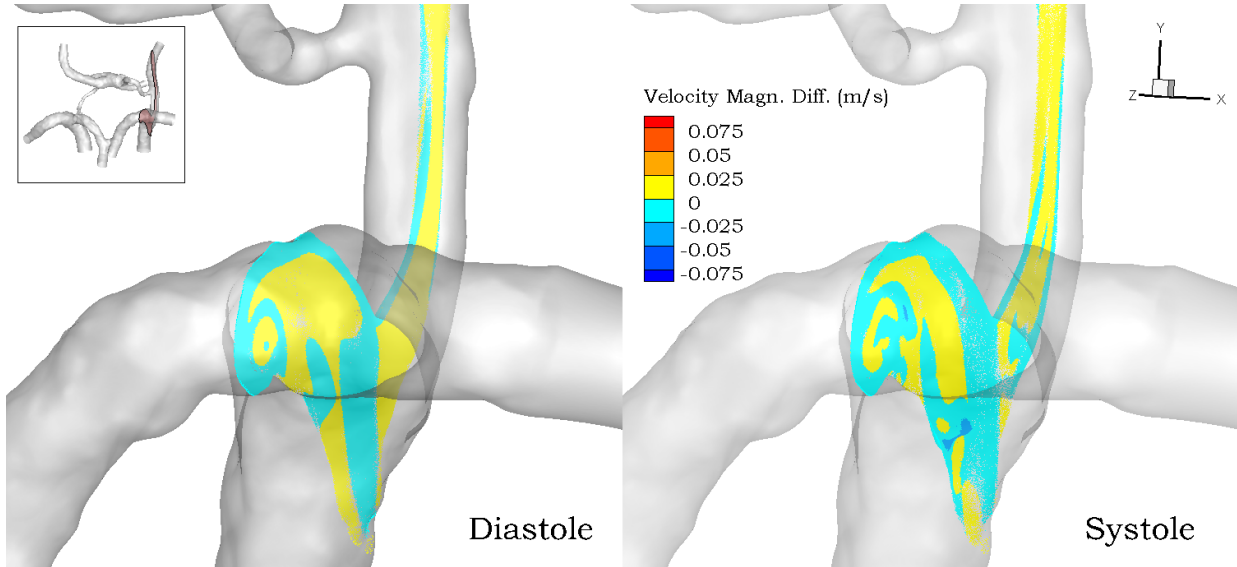 Velocity Magn. Diff. (m/s)
0.075
0.05
0.025
0
-0.025
-0.05
-0.075
Y
Z
X
Diastole
Systole